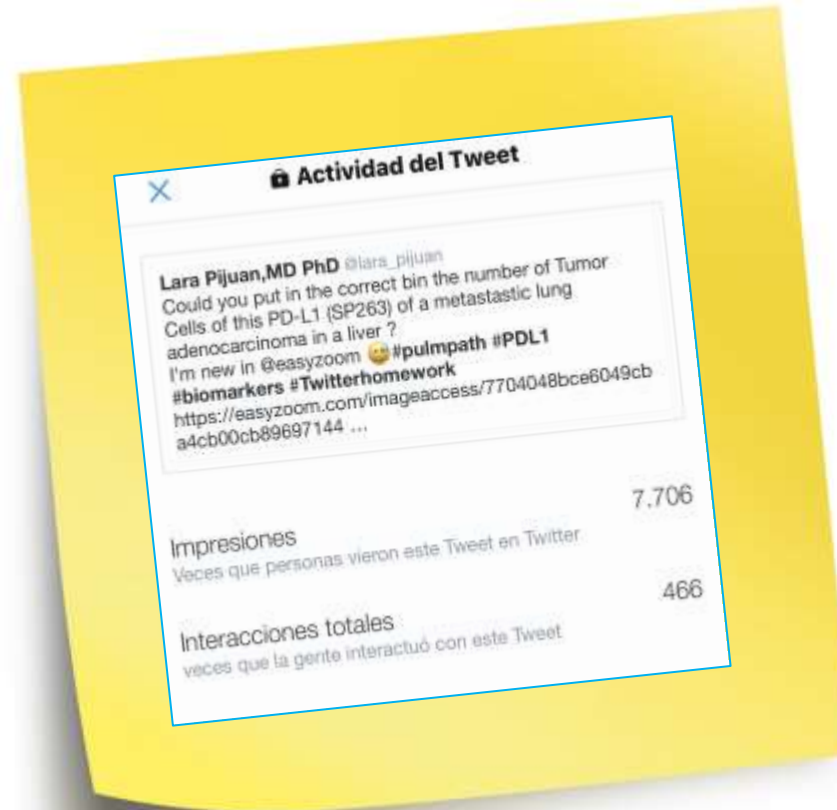 Actividad del Tweet
Lara Pijuan,MD PhD @lara_pijuan
Could you put in the correct bin the number of Tumor
Cells of this PD-L1 (SP263) of a metastastic lung
adenocarcinoma in a liver ?
I'm new in @easyzoom 😅#pulmpath #PDL1
#biomarkers #Twitterhomework
https://easyzoom.com/imageaccess/7704048bce6049cb
a4cb00cb89697144 ...
Impresiones 7.706
Veces que personas vieron este Tweet en Twitter
Interacciones totales 466
veces que la gente interactuó con este Tweet